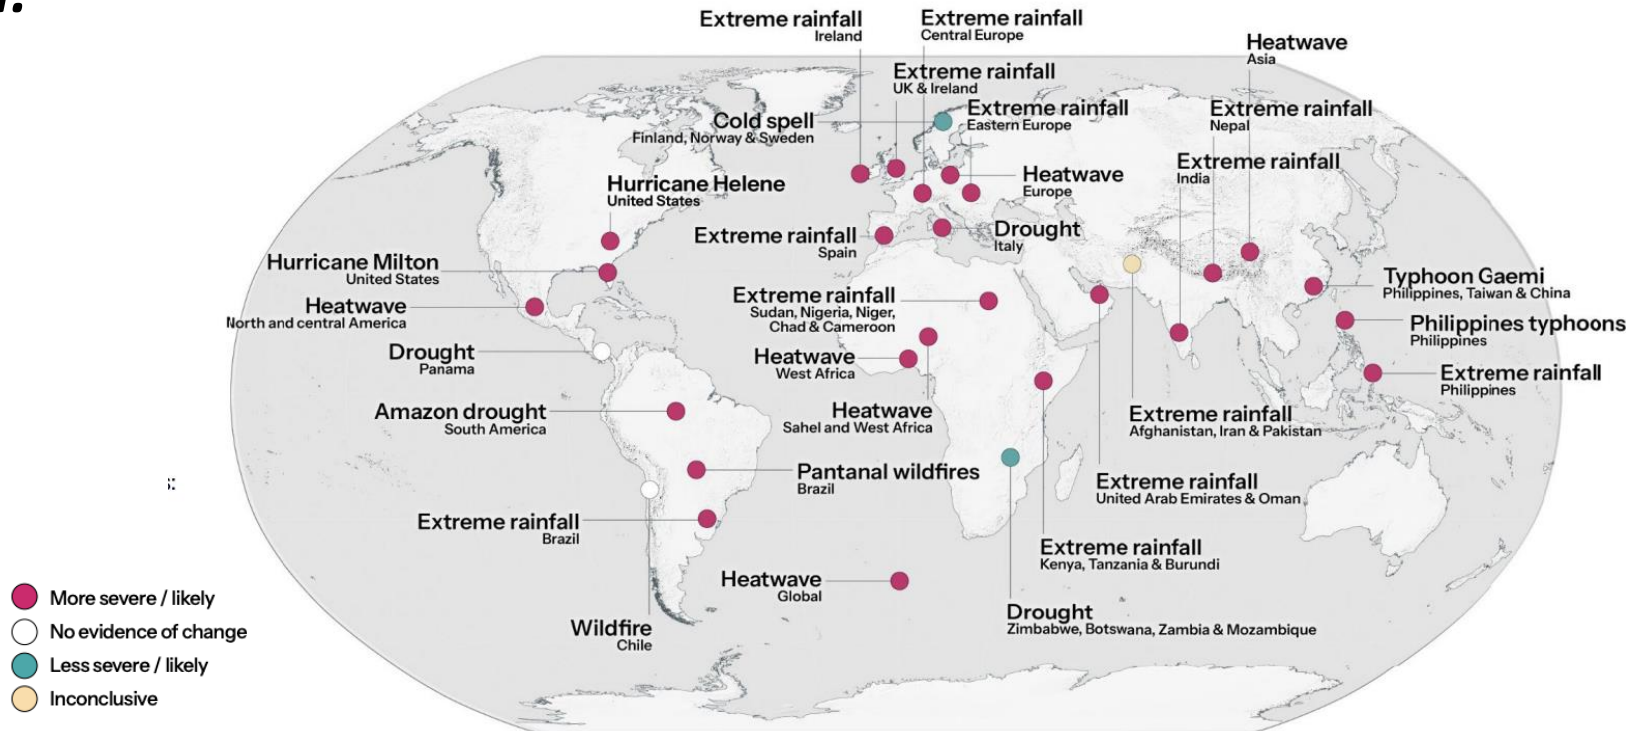 Extreme rainfall
Ireland
Extreme rainfall
Central Europe
Heatwave
Asia
Extreme rainfall
UK & Ireland
Cold spell
Finland, Norway & Sweden
Extreme rainfall
Eastern Europe
Extreme rainfall
Nepal
Extreme rainfall
India
Heatwave
Europe
Hurricane Helene
United States
Extreme rainfall
Spain
Drought
Italy
Hurricane Milton
United States
Heatwave
North and central America
Extreme rainfall
Sudan, Nigeria, Niger,
Chad & Cameroon
Typhoon Gaemi
Philippines, Taiwan & China
Philippines typhoons
Philippines
Drought
Panama
Heatwave
West Africa
Extreme rainfall
Philippines
Amazon drought
South America
Heatwave
Sahel and West Africa
Extreme rainfall
Afghanistan, Iran & Pakistan
Pantanal wildfires
Brazil
Extreme rainfall
United Arab Emirates & Oman
Extreme rainfall
Brazil
Extreme rainfall
Kenya, Tanzania & Burundi
Heatwave
Global
Drought
Zimbabwe, Botswana, Zambia & Mozambique
Wildfire
Chile
More severe / likely
No evidence of change
Less severe / likely
Inconclusive